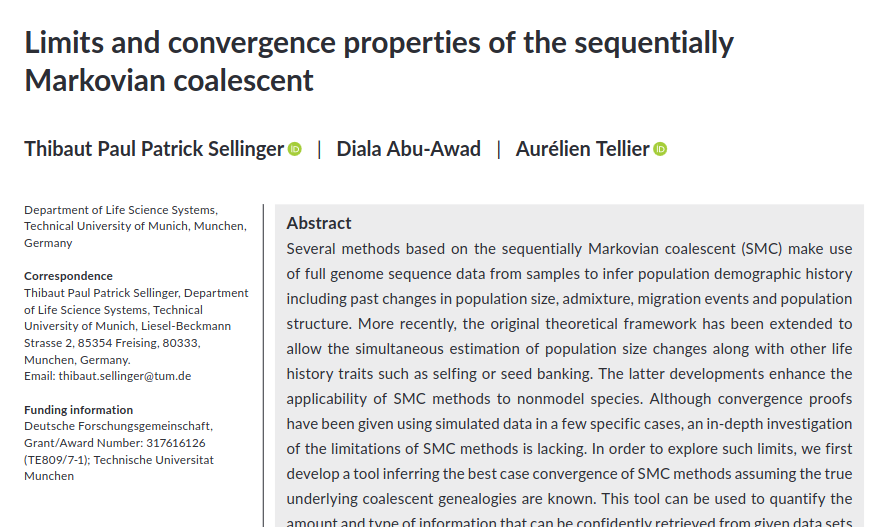 Limits and convergence properties of the sequentially
Markovian coalescent
Thibaut Paul Patrick Sellinger iD | Diala Abu-Awad | Aurélien Tellier iD
Department of Life Science Systems,
Technical University of Munich, Munchen,
Germany
Correspondence
Thibaut Paul Patrick Sellinger, Department
of Life Science Systems, Technical
University of Munich, Liesel-Beckmann
Strasse 2, 85354 Freising, 80333,
Munchen, Germany.
Email: thibaut.sellinger@tum.de
Funding information
Deutsche Forschungsgemeinschaft,
Grant/Award Number: 317616126
(TE809/7-1); Technische Universitat
Munchen
Abstract
Several methods based on the sequentially Markovian coalescent (SMC) make use
of full genome sequence data from samples to infer population demographic history
including past changes in population size, admixture, migration events and population
structure. More recently, the original theoretical framework has been extended to
allow the simultaneous estimation of population size changes along with other life
history traits such as selfing or seed banking. The latter developments enhance the
applicability of SMC methods to nonmodel species. Although convergence proofs
have been given using simulated data in a few specific cases, an in-depth investigation
of the limitations of SMC methods is lacking. In order to explore such limits, we first
develop a tool inferring the best case convergence of SMC methods assuming the true
underlying coalescent genealogies are known. This tool can be used to quantify the
amount and type of information that can be confidently retrieved from given data sets